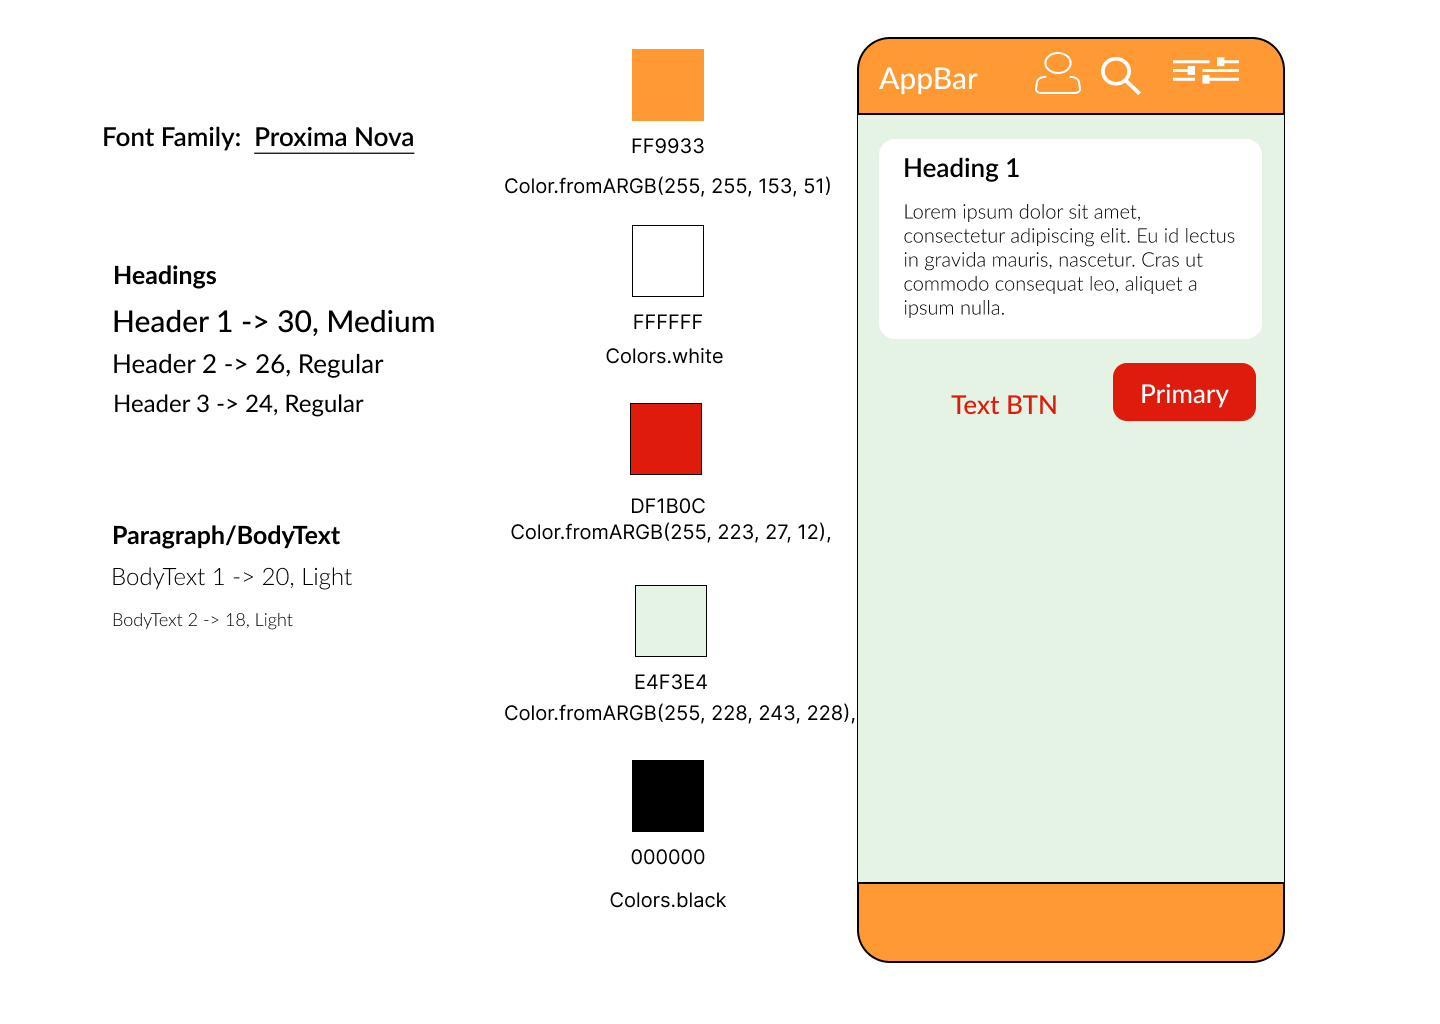 Font Family: Proxima Nova
Headings
Header 1 -> 30, Medium
Header 2 -> 26, Regular
Header 3 -> 24, Regular
Paragraph/BodyText
BodyText 1 -> 20, Light
BodyText 2 -> 18, Light
FF9933
Color.fromARGB(255, 255, 153, 51)
FFFFFF
Colors.white
DF1B0C
Color.fromARGB(255, 223, 27, 12),
E4F3E4
Color.fromARGB(255, 228, 243, 228),
000000
Colors.black
AppBar
Heading 1
Lorem ipsum dolor sit amet,
consectetur adipiscing elit. Eu id lectus
in gravida mauris, nascetur. Cras ut
commodo consequat leo, aliquet a
ipsum nulla.
Text BTN
Primary